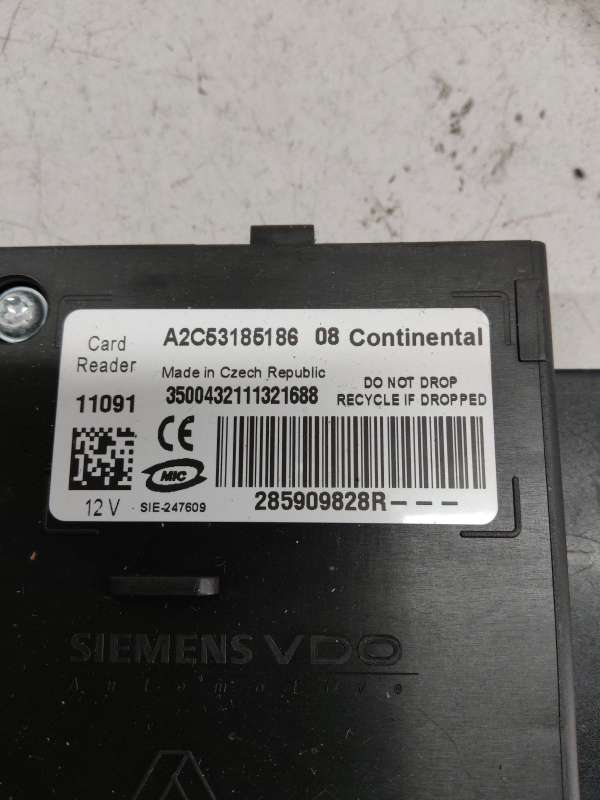 Card
Reader
A2C53185186 08 Continental
Made in Czech Republic
11091
3500432111321688
DO NOT DROP
RECYCLE IF DROPPED
CE
MIC
12 V
SIE-247609
285909828R---
SIEMENS VDO
Automotive